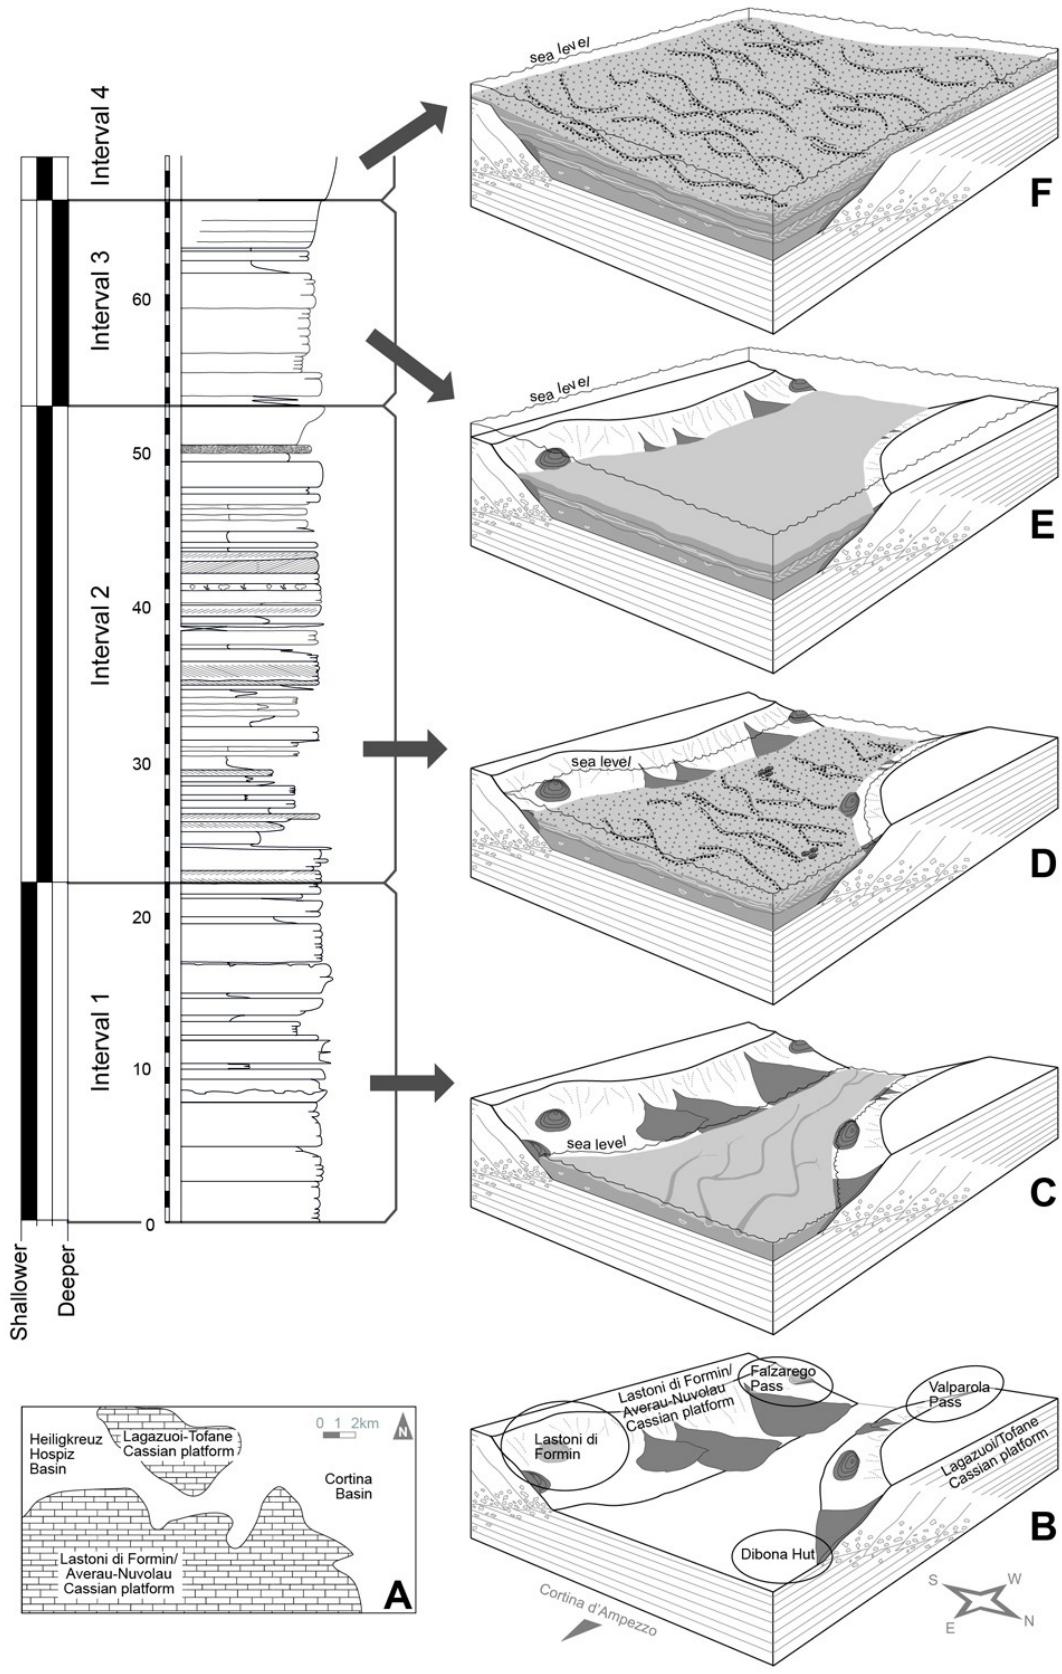 Interval 4
Interval 3
Interval 2
Interval 1
60
50
40
30
20
10
0
Shallower
Deeper
sea level
F
sea level
E
sea level
D
sea level
C
Lastoni di Formin/
Averau-Nuvolau
Cassian platform
Falzarego
Pass
Valparola
Pass
Lastoni di
Formin
Lagazuoi/Tofane
Cassian platform
Dibona Hut
B
Cortina d'Ampezzo
S
W
E
N
Heiligkreuz
Hospiz
Basin
Lagazuoi-Tofane
Cassian platform
0 1 2km
N
Cortina
Basin
Lastoni di Formin/
Averau-Nuvolau
Cassian platform
A